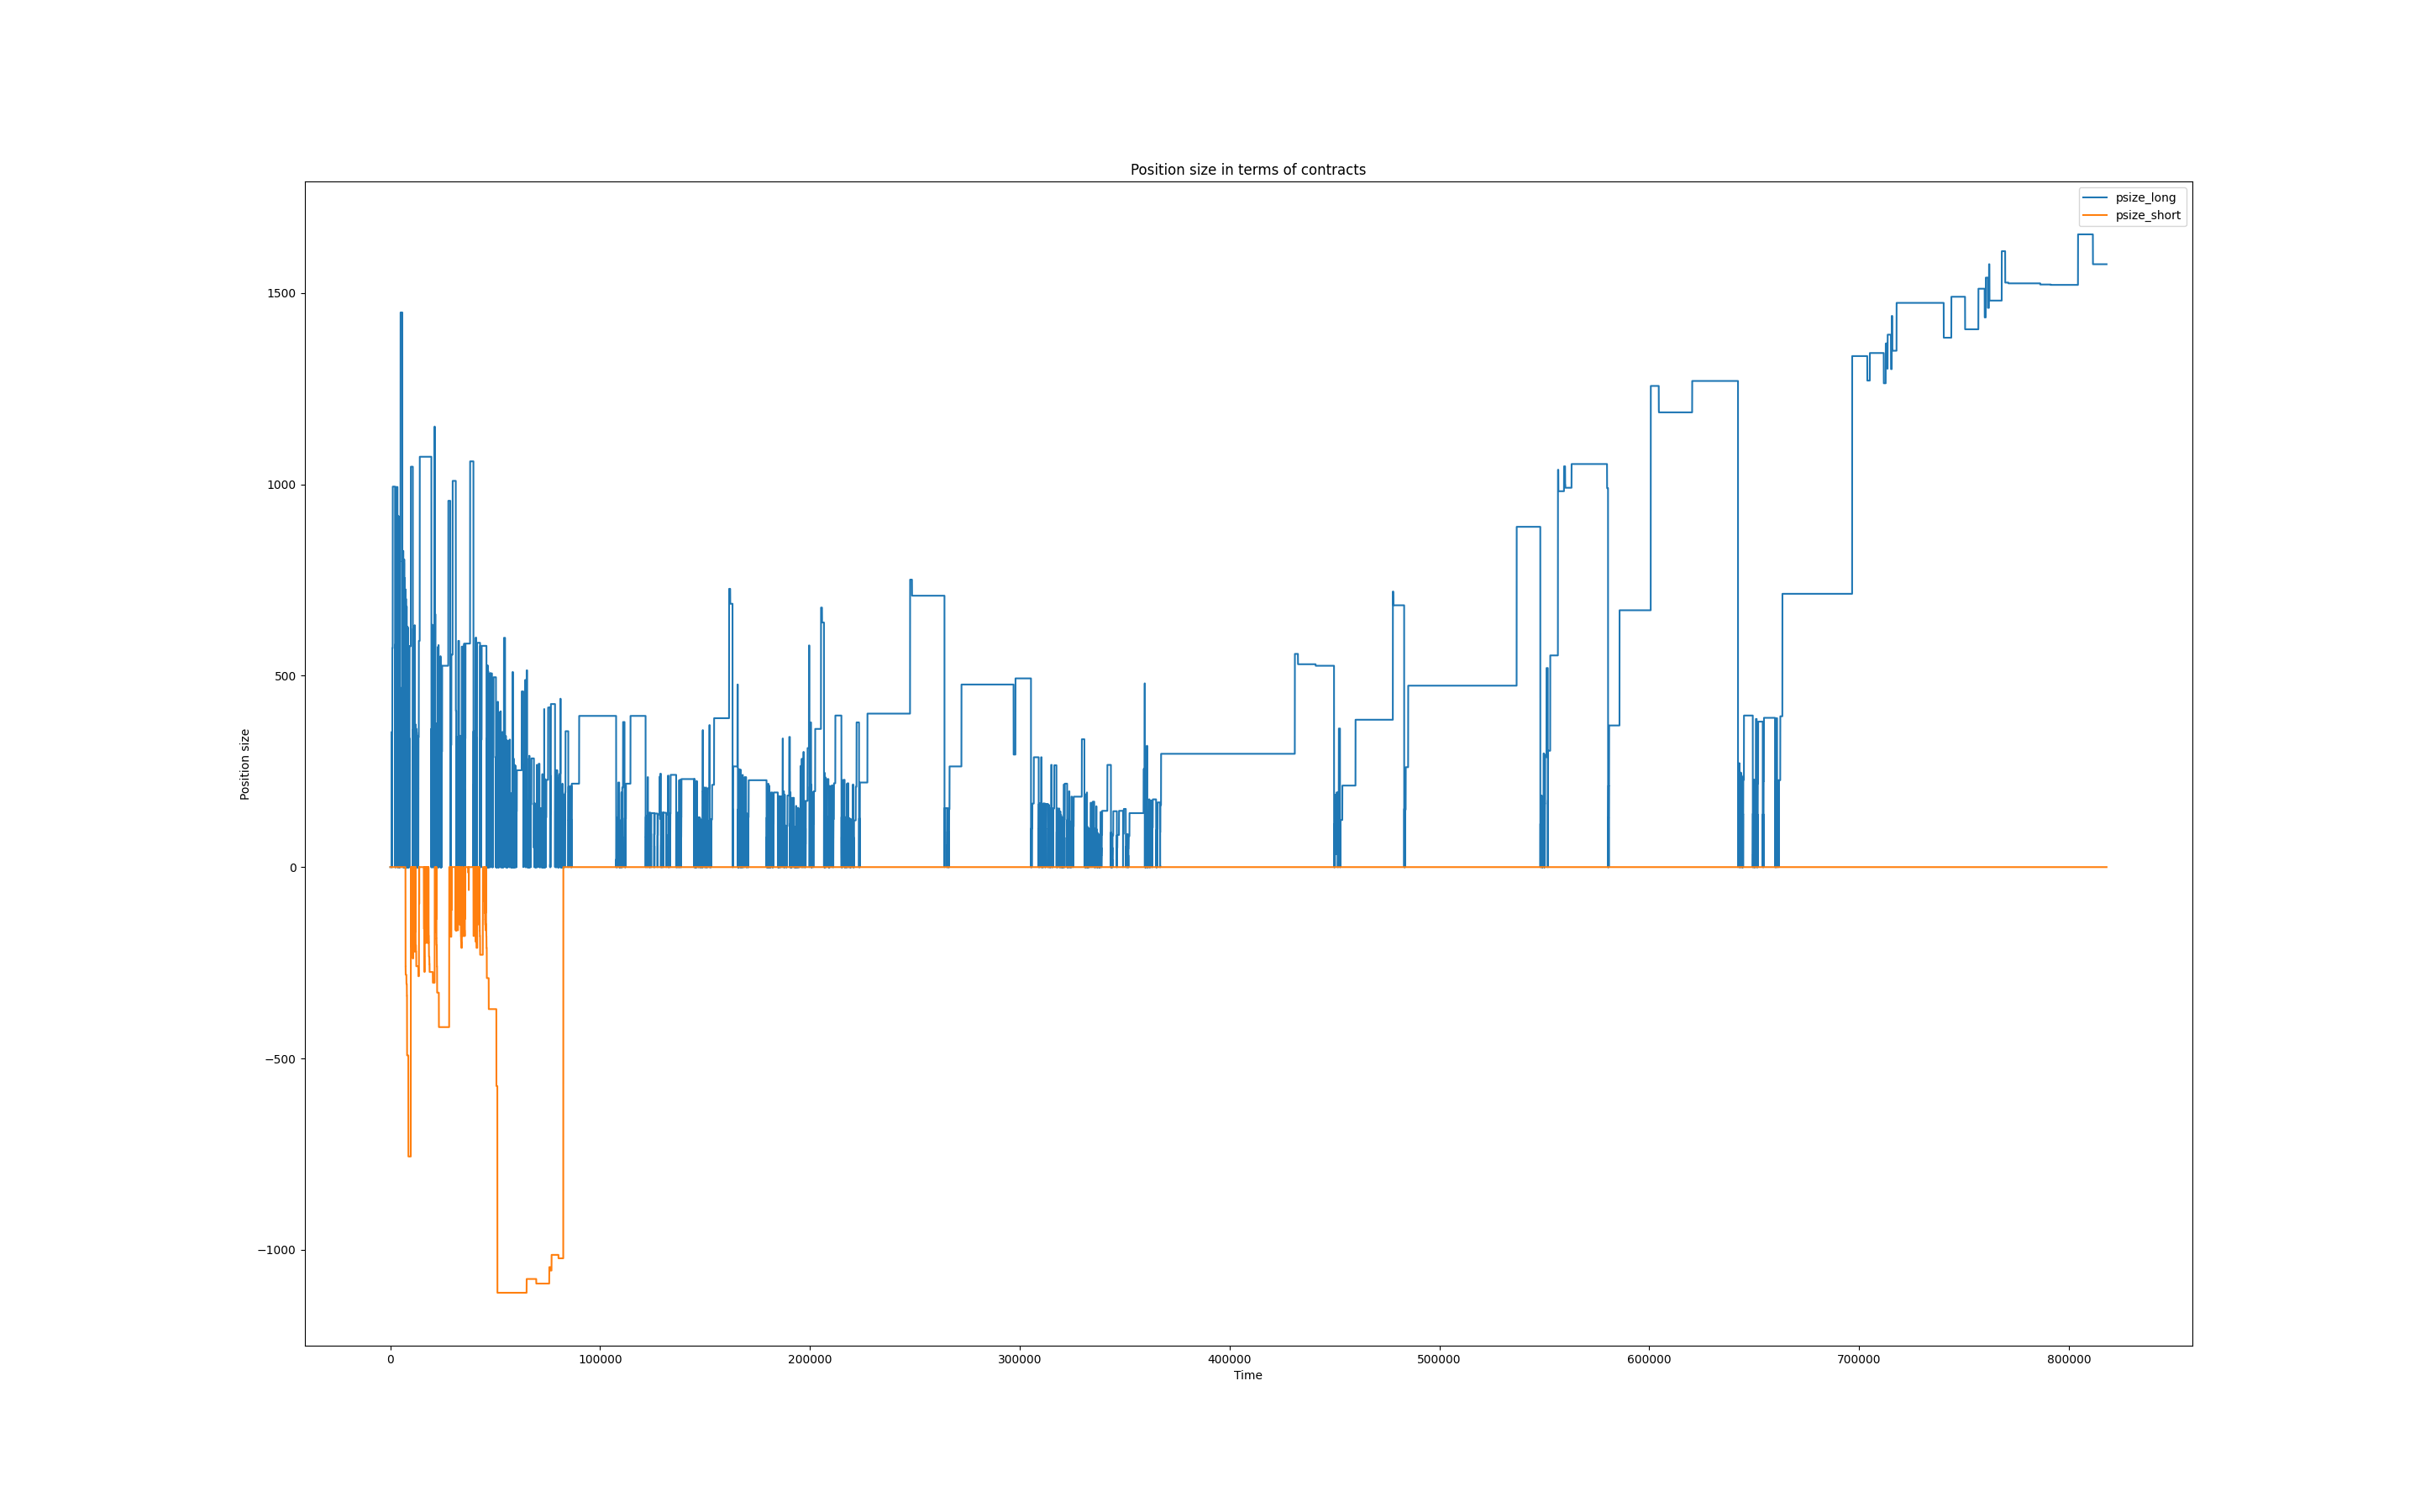 Position size in terms of contracts
psize_long
psize_short
1500
1000
500
0
−500
−1000
Position size
0 100000 200000 300000 400000 500000 600000 700000 800000
Time